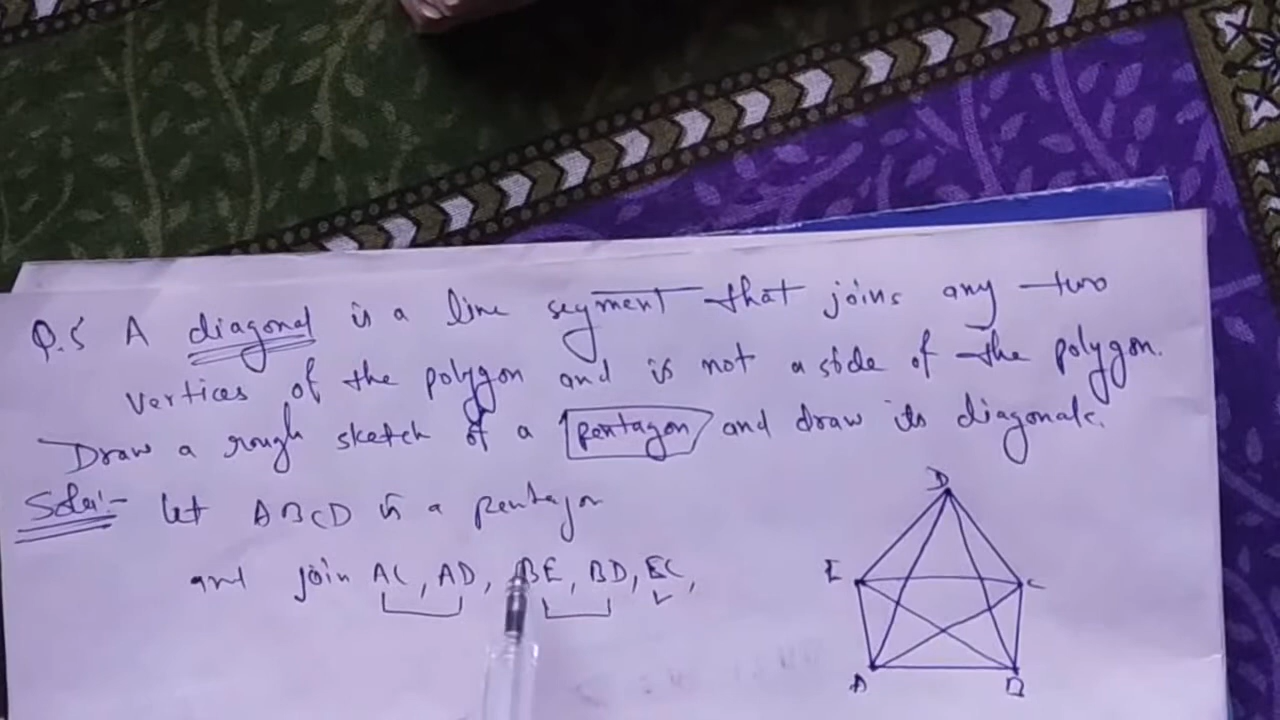 Q.5 A diagonal is a line segment that joins any two
vertices of the polygon and is not a side of the polygon.
Draw a rough sketch of a pentagon and draw its diagonals.
Soln:- Let ABCD is a pentagon
and join AC, AD, BE, BD, EC,
D
E
C
A
B